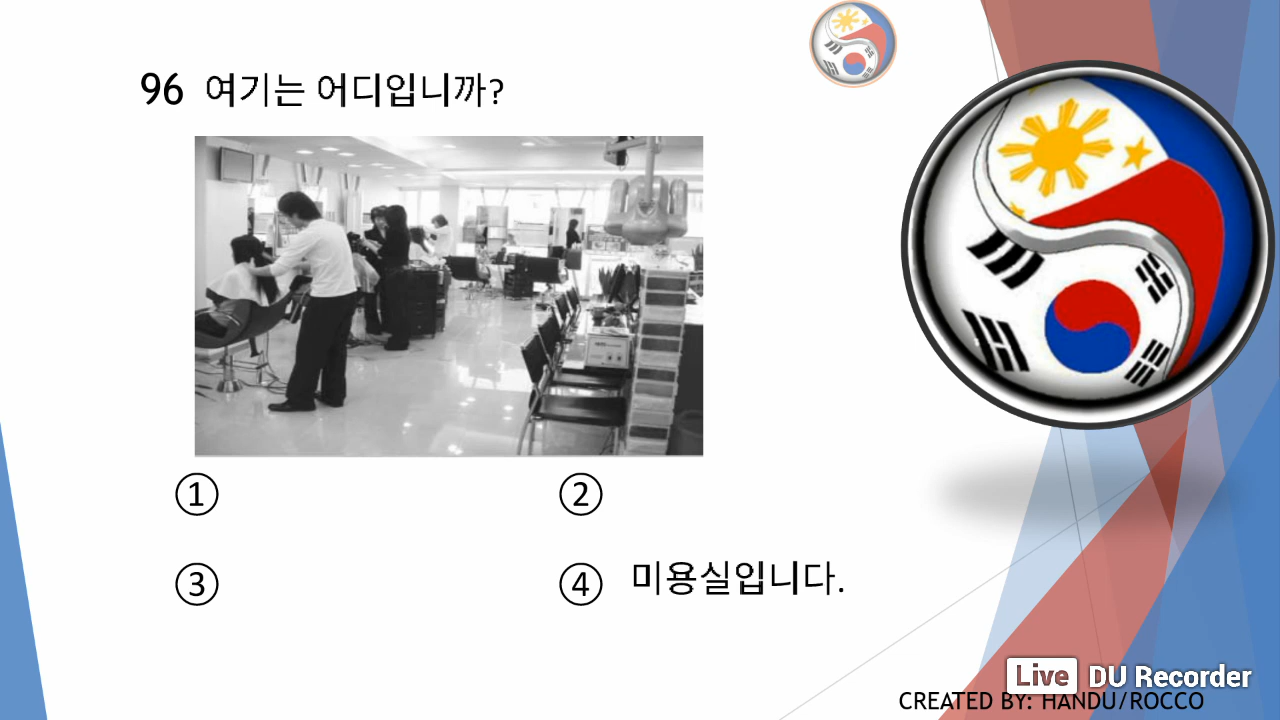 96 여기는 어디입니까?
①
②
③
④ 미용실입니다.
Live DU Recorder
CREATED BY: HANDU/ROCCO